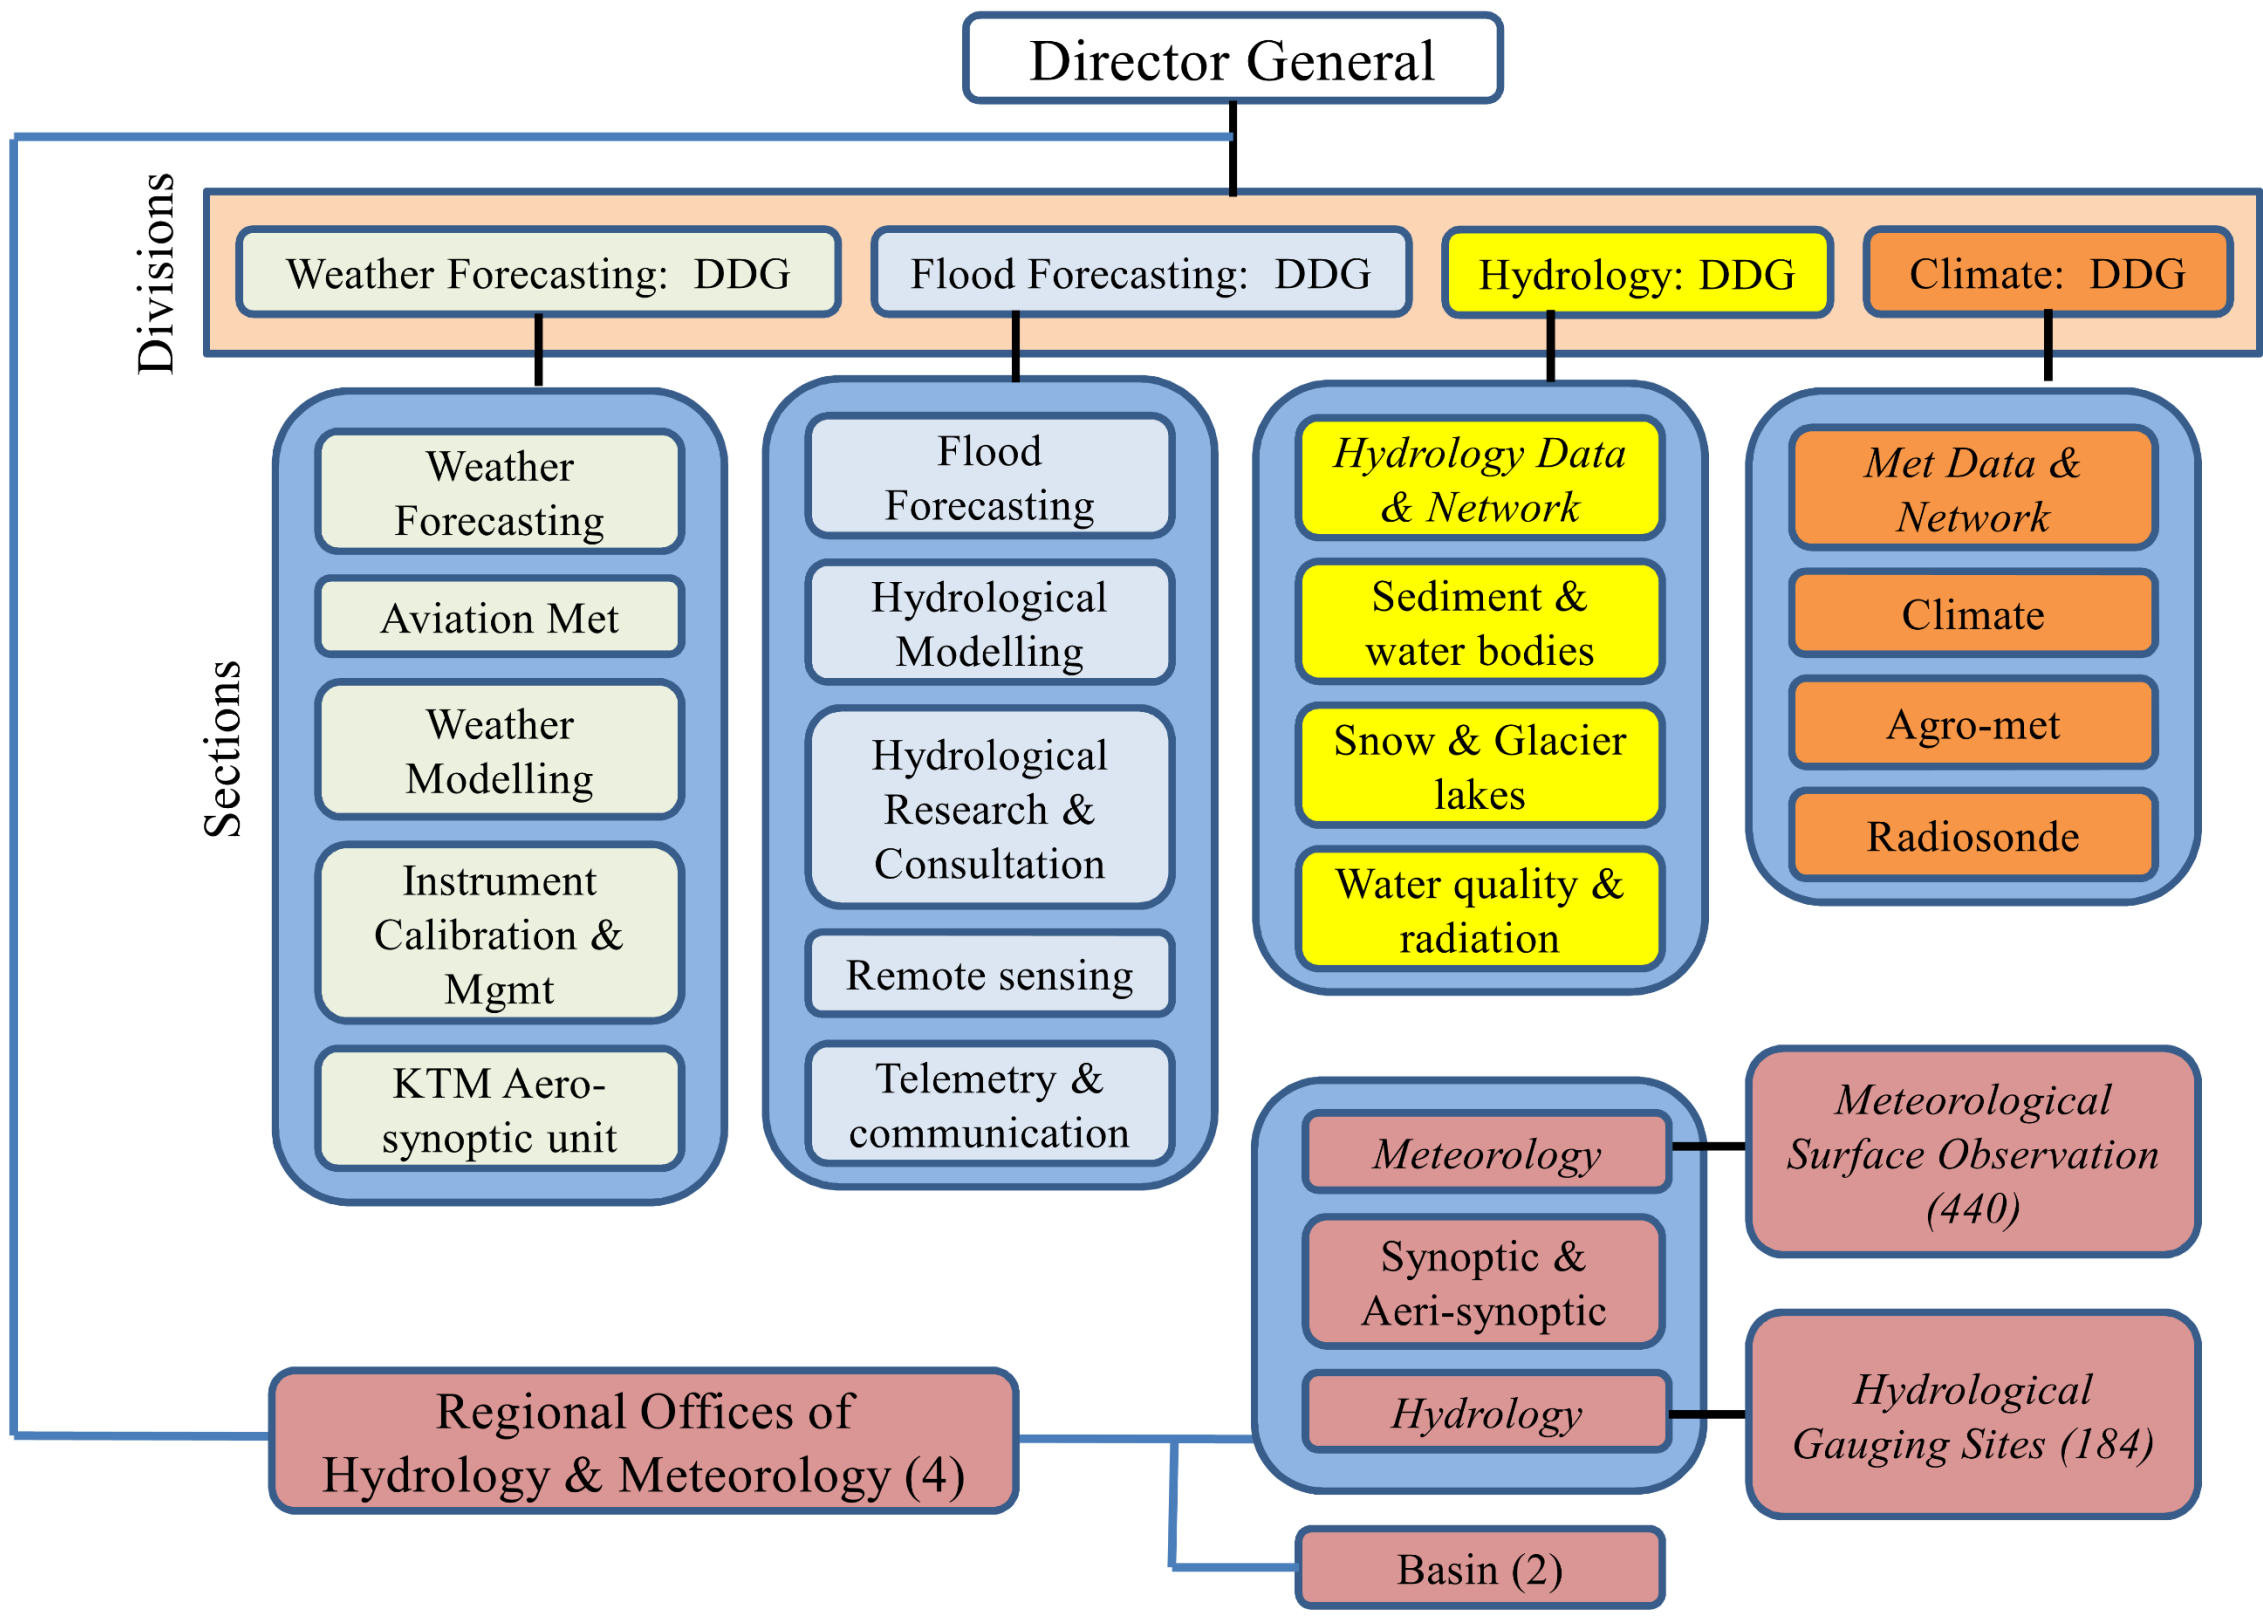 Director General
Divisions
Weather Forecasting:  DDG
Flood Forecasting:  DDG
Hydrology: DDG
Climate:  DDG
Sections
Weather
Forecasting
Aviation Met
Weather
Modelling
Instrument
Calibration &
Mgmt
KTM Aero-
synoptic unit
Flood
Forecasting
Hydrological
Modelling
Hydrological
Research &
Consultation
Remote sensing
Telemetry &
communication
Hydrology Data
& Network
Sediment &
water bodies
Snow & Glacier
lakes
Water quality &
radiation
Met Data &
Network
Climate
Agro-met
Radiosonde
Regional Offices of
Hydrology & Meteorology (4)
Meteorology
Synoptic &
Aeri-synoptic
Hydrology
Basin (2)
Meteorological
Surface Observation
(440)
Hydrological
Gauging Sites (184)